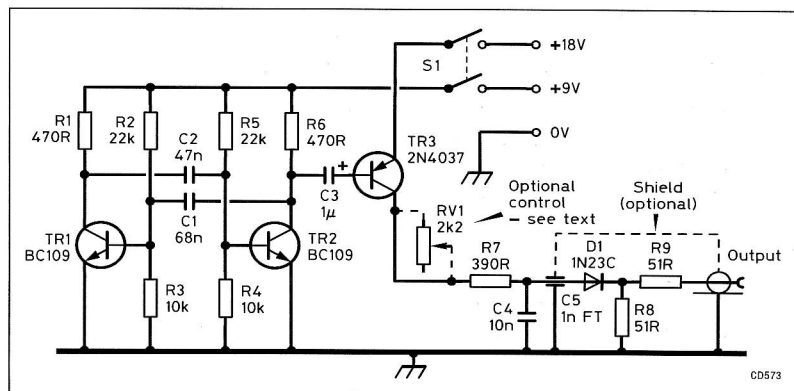 +18V
S1
+9V
0V
R1
470R
R2
22k
R5
22k
R6
470R
C2
47n
C1
68n
C3
1μ
+
TR3
2N4037
TR1
BC109
TR2
BC109
R3
10k
R4
10k
RV1
2k2
Optional
control
– see text
Shield
(optional)
R7
390R
C4
10n
C5
1n FT
D1
1N23C
R9
51R
R8
51R
Output
CD573